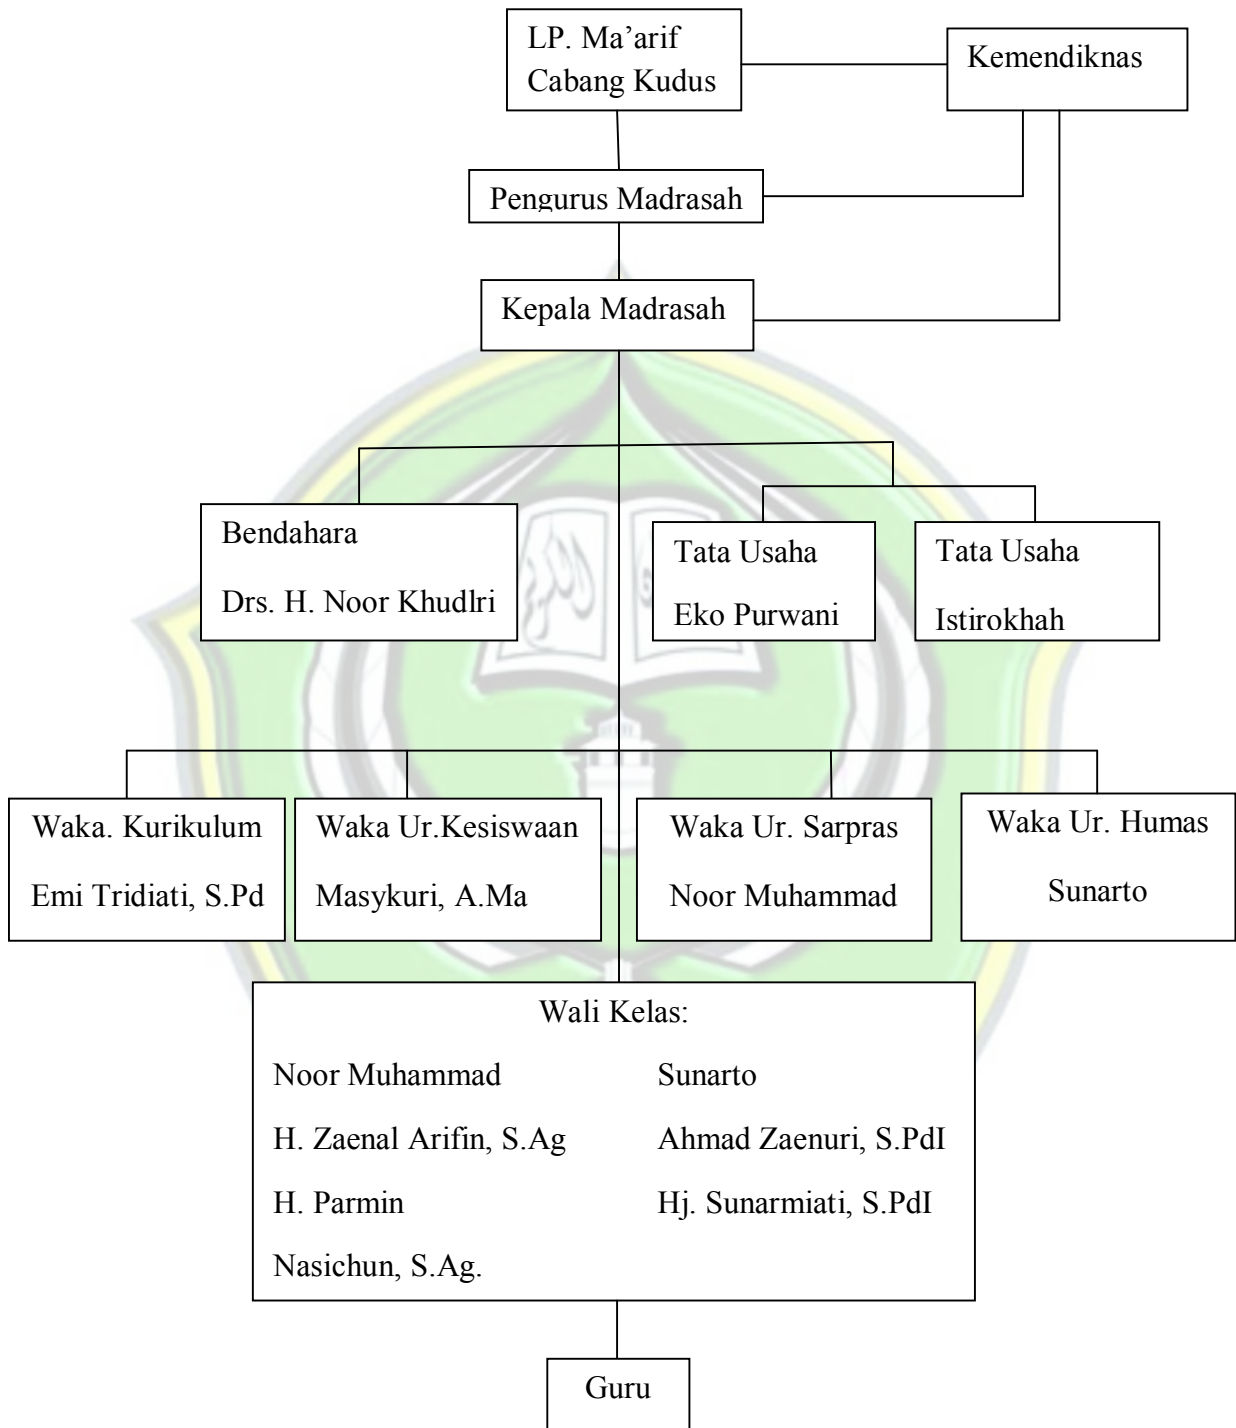 LP. Ma’arif
Cabang Kudus
Kemendiknas
Pengurus Madrasah
Kepala Madrasah
Bendahara
Drs. H. Noor Khudlri
Tata Usaha
Eko Purwani
Tata Usaha
Istirokhah
Waka. Kurikulum
Emi Tridiati, S.Pd
Waka Ur.Kesiswaan
Masykuri, A.Ma
Waka Ur. Sarpras
Noor Muhammad
Waka Ur. Humas
Sunarto
Wali Kelas:
Noor Muhammad Sunarto
H. Zaenal Arifin, S.Ag Ahmad Zaenuri, S.PdI
H. Parmin Hj. Sunarmiati, S.PdI
Nasichun, S.Ag.
Guru